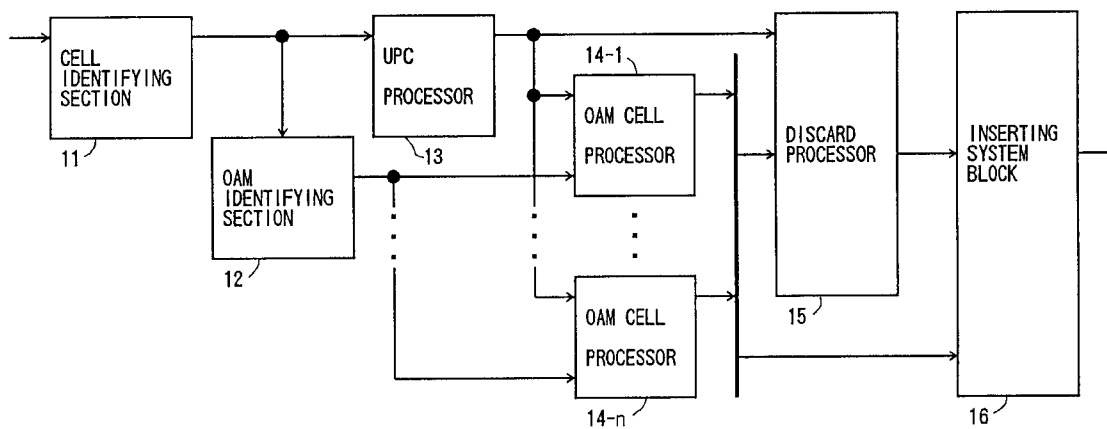 CELL
IDENTIFYING
SECTION
11
OAM
IDENTIFYING
SECTION
12
UPC
PROCESSOR
13
14-1
OAM CELL
PROCESSOR
OAM CELL
PROCESSOR
14-n
DISCARD
PROCESSOR
15
INSERTING
SYSTEM
BLOCK
16